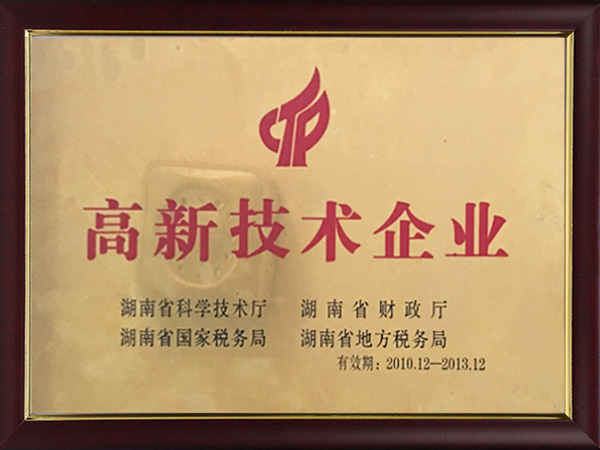 CTP
高新技术企业
湖南省科学技术厅 湖南省财政厅
湖南省国家税务局 湖南省地方税务局
有效期：2010.12—2013.12